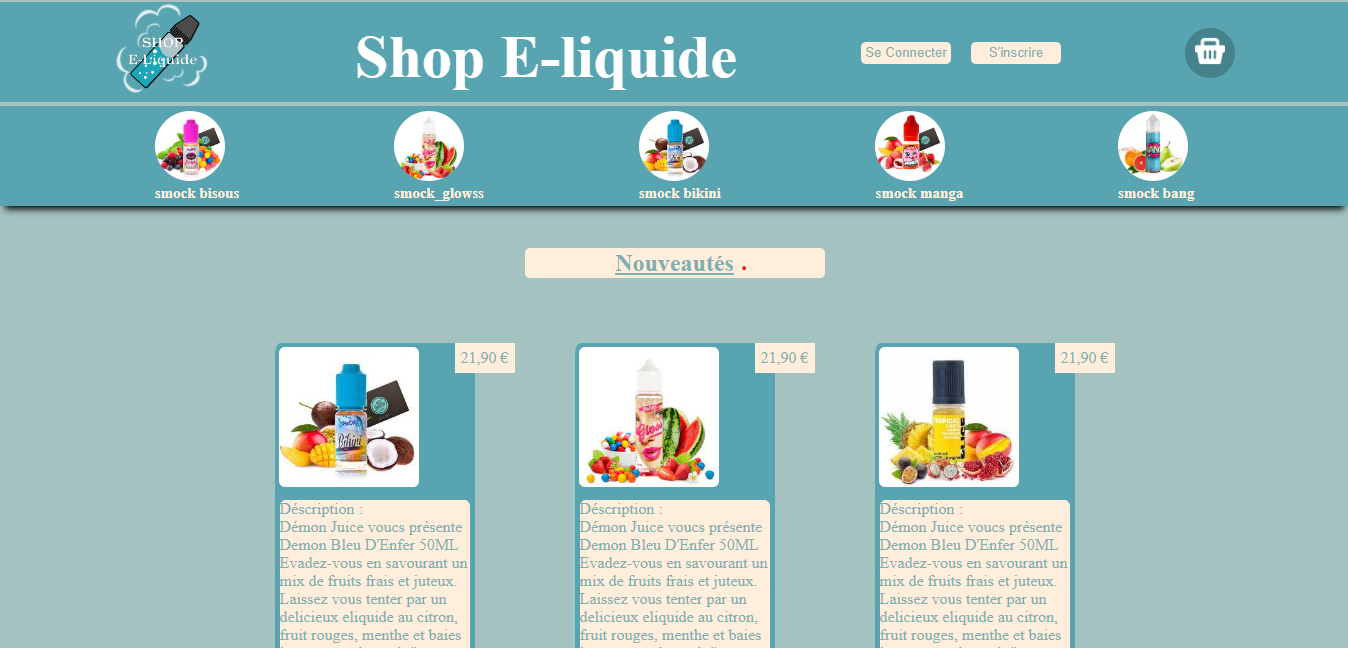 SHOP
E-Liquide
Shop E-liquide
Se Connecter
S'inscrire
smock bisous
smock_glowss
smock bikini
smock manga
smock bang
Nouveautés .
21,90 €
21,90 €
21,90 €
Bikini
Gloss
Déscription :
Démon Juice voucs présente
Demon Bleu D'Enfer 50ML
Evadez-vous en savourant un
mix de fruits frais et juteux.
Laissez vous tenter par un
delicieux eliquide au citron,
fruit rouges, menthe et baies
Déscription :
Démon Juice voucs présente
Demon Bleu D'Enfer 50ML
Evadez-vous en savourant un
mix de fruits frais et juteux.
Laissez vous tenter par un
delicieux eliquide au citron,
fruit rouges, menthe et baies
Déscription :
Démon Juice voucs présente
Demon Bleu D'Enfer 50ML
Evadez-vous en savourant un
mix de fruits frais et juteux.
Laissez vous tenter par un
delicieux eliquide au citron,
fruit rouges, menthe et baies